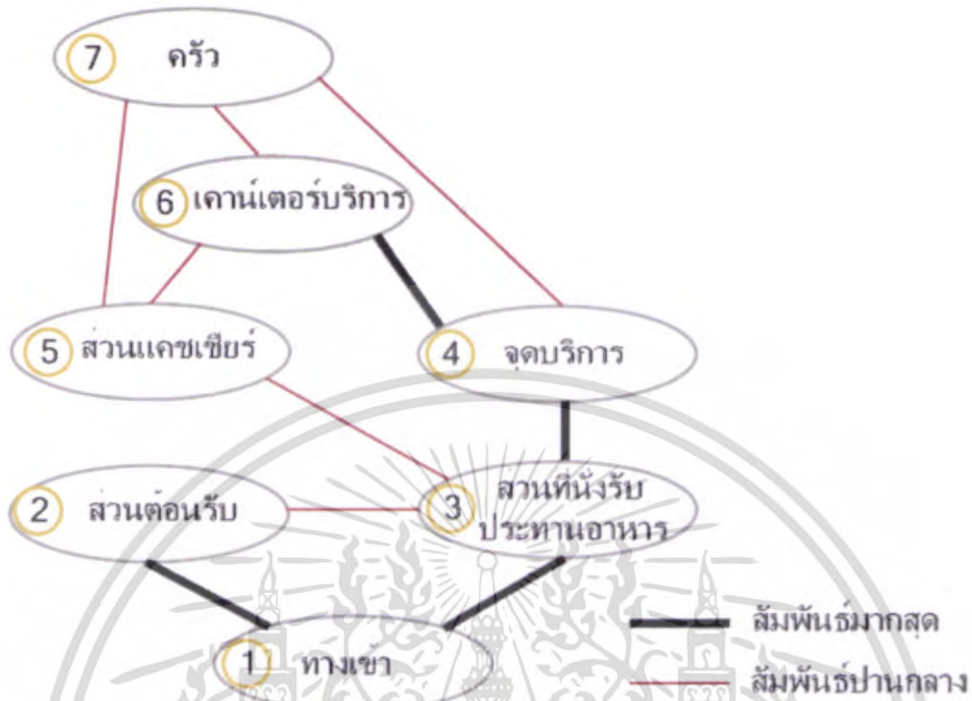 7 ครัว
6 เคาน์เตอร์บริการ
5 ส่วนแคชเชียร์
4 จุดบริการ
2 ส่วนต้อนรับ
3 ส่วนที่นั่งรับ
ประทานอาหาร
1 ทางเข้า
สัมพันธ์มากสุด
สัมพันธ์ปานกลาง